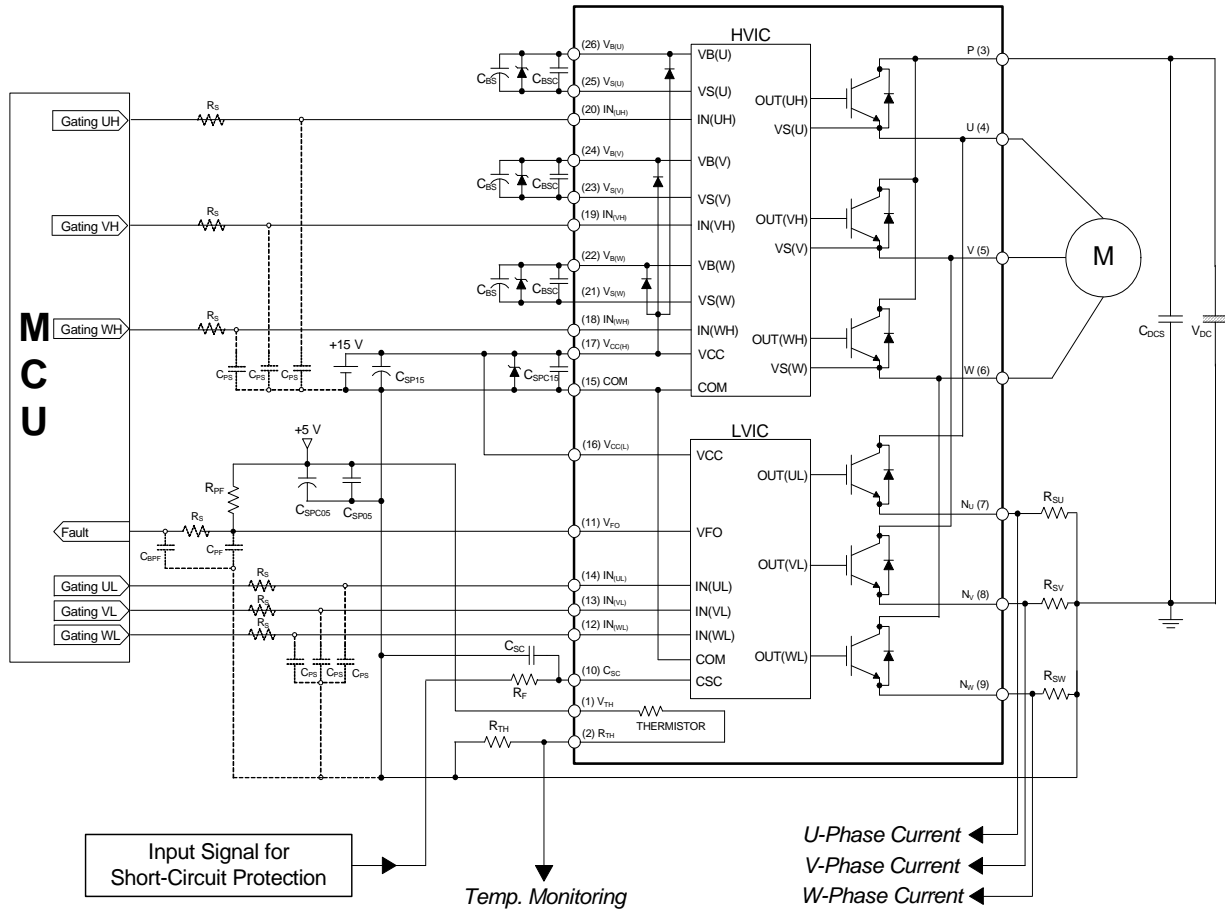 HVIC
(26) VB(U)
VB(U)
P (3)
CBS
CBSC
(25) VS(U)
VS(U)
OUT(UH)
RS
(20) IN(UH)
Gating UH
IN(UH)
VS(U)
U (4)
(24) VB(V)
VB(V)
CBS
CBSC
(23) VS(V)
VS(V)
RS
(19) IN(VH)
OUT(VH)
Gating VH
IN(VH)
VS(V)
V (5)
M
(22) VB(W)
VB(W)
CBS
CBSC
(21) VS(W)
VS(W)
RS
(18) IN(WH)
MCU
Gating WH
IN(WH)
OUT(WH)
CDCS
VDC
+15 V
(17) VCC(H)
VCC
CPS
CPS
CPS
CSP15
CSPC15
VS(W)
W (6)
(15) COM
COM
+5 V
LVIC
(16) VCC(L)
VCC
OUT(UL)
RPF
CSPC05
CSP05
NU (7)
RSU
RS
(11) VFO
Fault
VFO
CBPF
CPF
OUT(VL)
RS
(14) IN(UL)
Gating UL
IN(UL)
RS
(13) IN(VL)
NV (8)
RSV
Gating VL
IN(VL)
RS
(12) IN(WL)
Gating WL
IN(WL)
CSC
COM
OUT(WL)
CPS
CPS
CPS
(10) CSC
CSC
RF
NW (9)
RSW
(1) VTH
THERMISTOR
RTH
(2) RTH
Input Signal for
Short-Circuit Protection
Temp. Monitoring
U-Phase Current
V-Phase Current
W-Phase Current